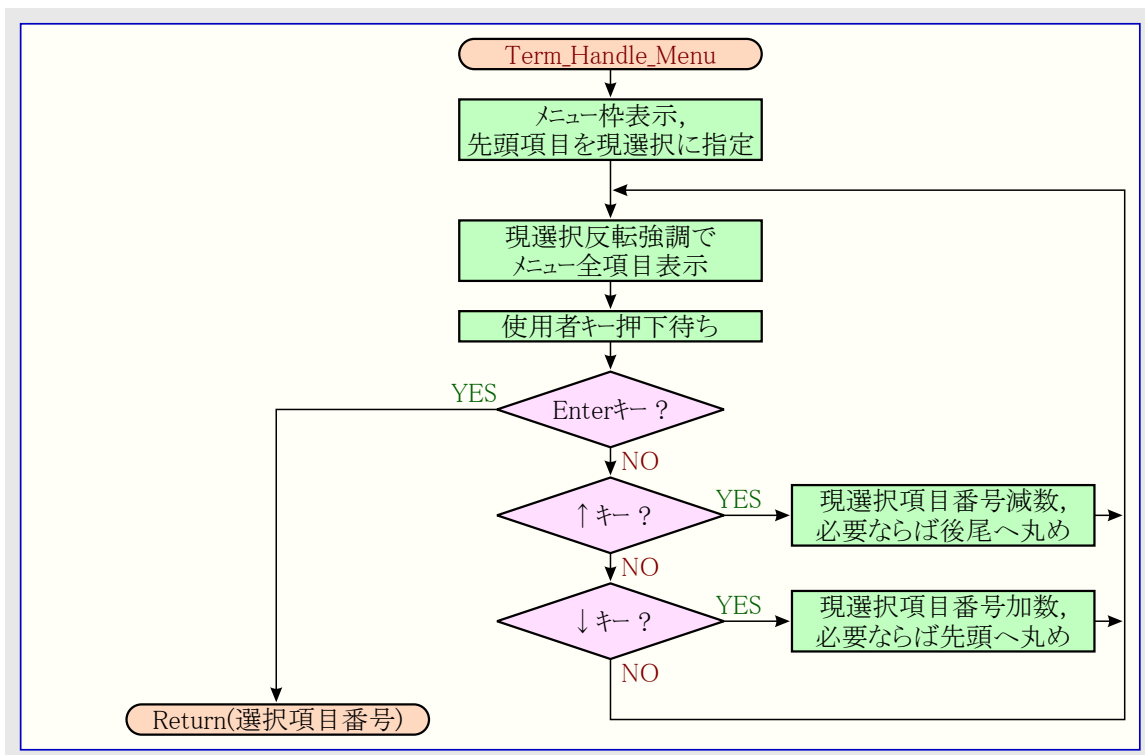 Term_Handle_Menu
メニュー枠表示,
先頭項目を現選択に指定
現選択反転強調で
メニュー全項目表示
使用者キー押下待ち
YES
Enterキー ?
NO
↑キー ?
YES
現選択項目番号減数,
必要ならば後尾へ丸め
NO
↓キー ?
YES
現選択項目番号加数,
必要ならば先頭へ丸め
NO
Return(選択項目番号)